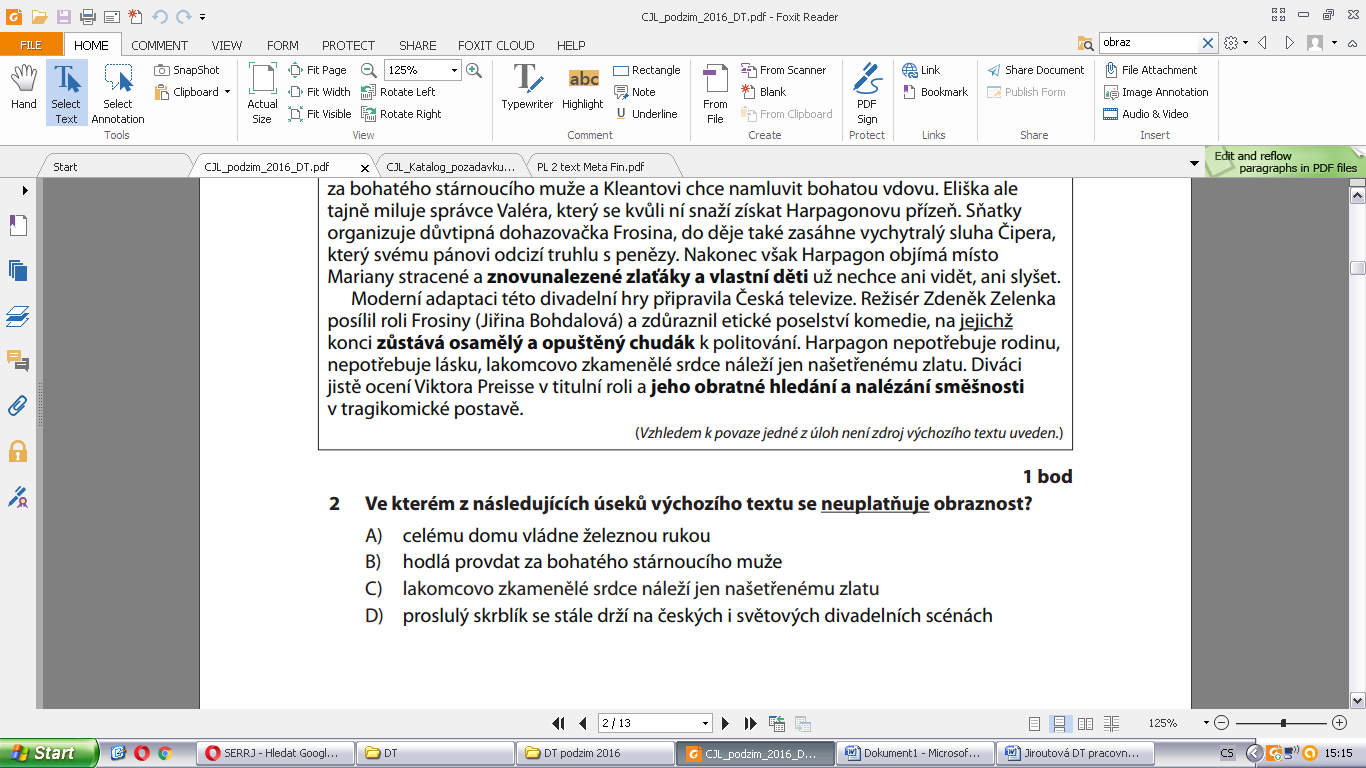 CJL_podzim_2016_DT.pdf - Foxit Reader
FILE HOME COMMENT VIEW FORM PROTECT SHARE FOXIT CLOUD HELP obraz
Hand
Select Text
Select Annotation
SnapShot
Clipboard
Tools
Actual Size
Fit Page
Fit Width
Fit Visible
125%
Rotate Left
Rotate Right
View
Typewriter
abc
Highlight
Rectangle
Note
Underline
Comment
From File
From Scanner
Blank
From Clipboard
Create
PDF Sign
Protect
Link
Bookmark
Links
Share Document
Publish Form
Share
File Attachment
Image Annotation
Audio & Video
Insert
Start CJL_podzim_2016_DT.pdf CJL_Katalog_pozadavku... PL 2 text Meta Fin.pdf
Edit and reflow
paragraphs in PDF files
za bohatého stárnoucího muže a Kleantovi chce namluvit bohatou vdovu. Eliška ale
tajně miluje správce Valéra, který se kvůli ní snaží získat Harpagonovu přízeň. Sňatky
organizuje důvtipná dohazovačka Frosina, do děje také zasáhne vychytralý sluha Čipera,
který svému pánovi odcizí truhlu s penězy. Nakonec však Harpagon objímá místo
Mariany stracené a znovunalezené zlaťáky a vlastní děti už nechce ani vidět, ani slyšet.
Moderní adaptaci této divadelní hry připravila Česká televize. Režisér Zdeněk Zelenka
posílil roli Frosiny (Jiřina Bohdalová) a zdůraznil etické poselství komedie, na jejichž
konci zůstává osamělý a opuštěný chudák k politování. Harpagon nepotřebuje rodinu,
nepotřebuje lásku, lakomcovo zkamenělé srdce náleží jen našetřenému zlatu. Diváci
jistě ocení Viktora Preisse v titulní roli a jeho obratné hledání a nalézání směšnosti
v tragikomické postavě.
(Vzhledem k povaze jedné z úloh není zdroj výchozího textu uveden.)
1 bod
2 Ve kterém z následujících úseků výchozího textu se neuplatňuje obraznost?
A) celému domu vládne železnou rukou
B) hodlá provdat za bohatého stárnoucího muže
C) lakomcovo zkamenělé srdce náleží jen našetřenému zlatu
D) proslulý skrblík se stále drží na českých i světových divadelních scénách
2 / 13
125%
Start SERRJ - Hledat Googl... DT DT podzim 2016 CJL_podzim_2016_D... Dokument1 - Microsof... Jiroutová DT pracovn... CS 15:15